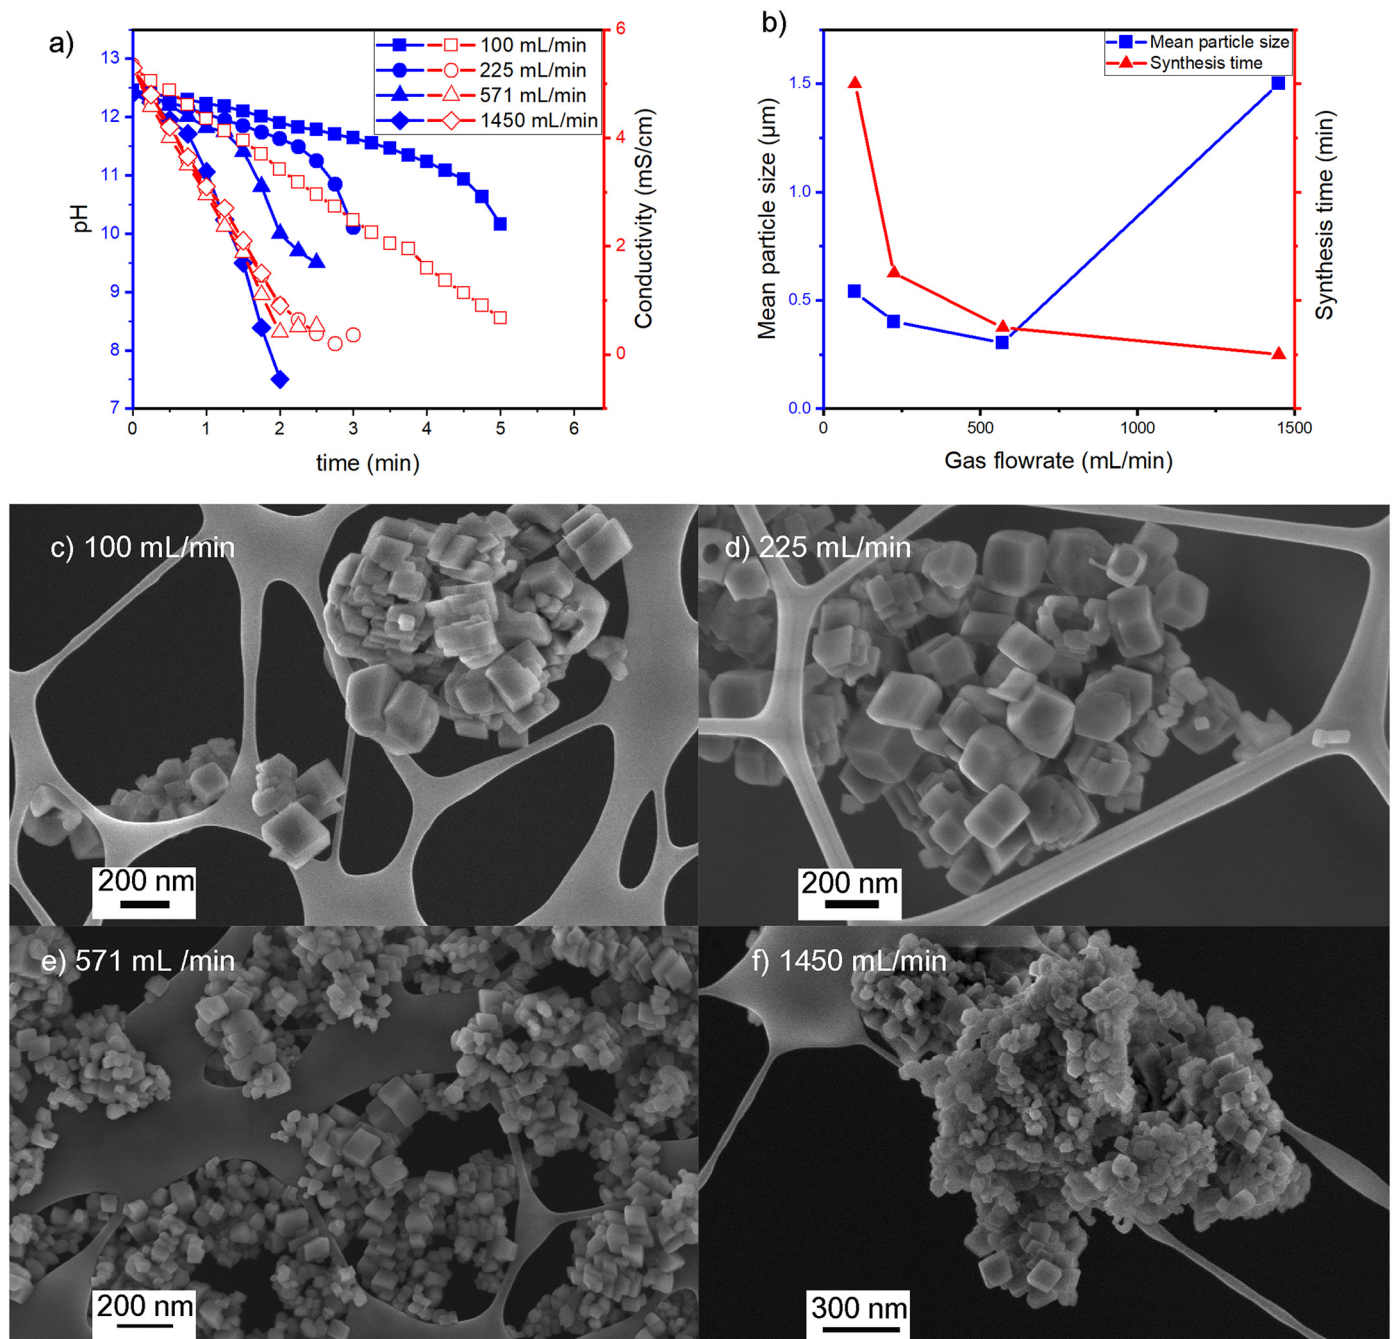 a)
13
12
11
10
9
8
7
pH
0 1 2 3 4 5 6
time (min)
6
4
2
0
Conductivity (mS/cm)
100 mL/min
225 mL/min
571 mL/min
1450 mL/min
b)
1.5
1.0
0.5
0.0
Mean particle size (μm)
0 500 1000 1500
Gas flowrate (mL/min)
Synthesis time (min)
Mean particle size
Synthesis time
c) 100 mL/min
200 nm
d) 225 mL/min
200 nm
e) 571 mL /min
200 nm
f) 1450 mL/min
300 nm